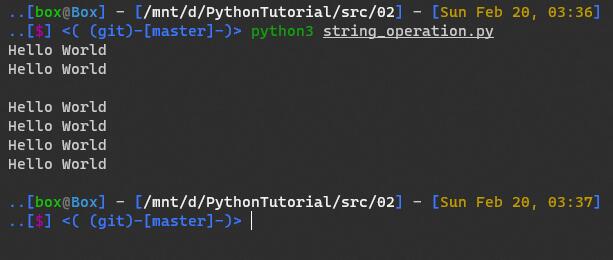 ..[box@Box] - [/mnt/d/PythonTutorial/src/02] - [Sun Feb 20, 03:36]
..[$] <( (git)-[master]-)> python3 string_operation.py
Hello World
Hello World
Hello World
Hello World
Hello World
Hello World
..[box@Box] - [/mnt/d/PythonTutorial/src/02] - [Sun Feb 20, 03:37]
..[$] <( (git)-[master]-)>